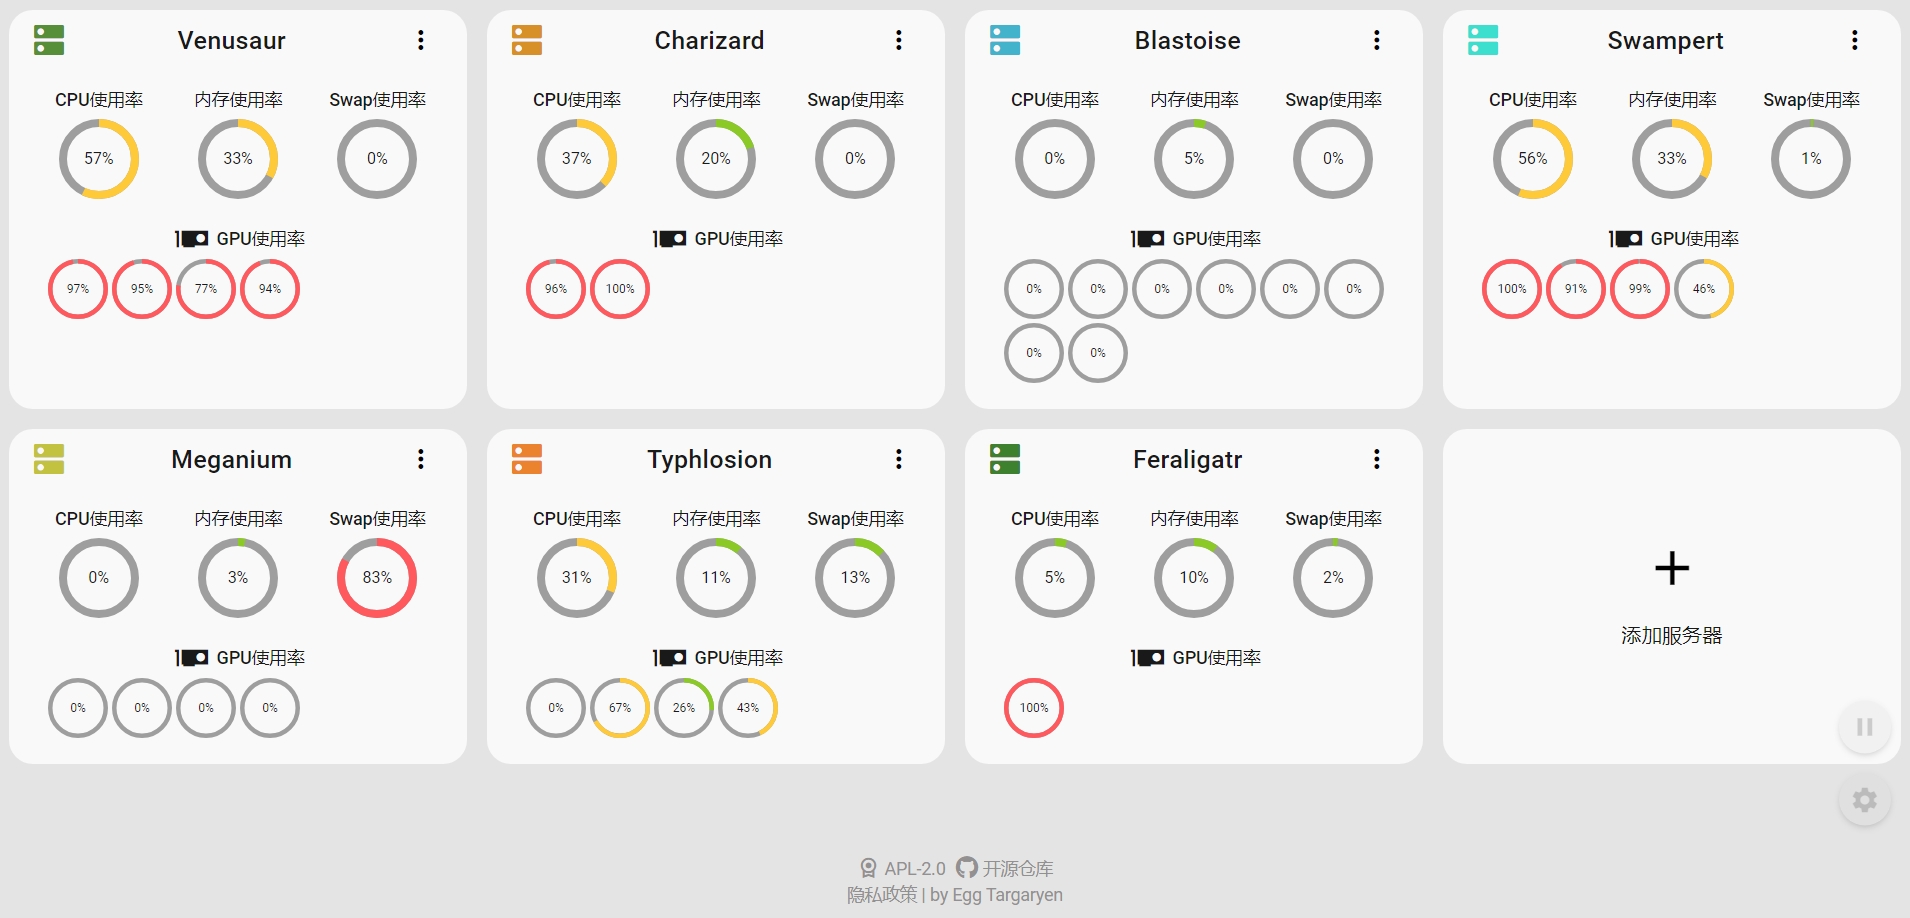 Venusaur
CPU使用率 内存使用率 Swap使用率
57% 33% 0%
GPU使用率
97% 95% 77% 94%
Charizard
CPU使用率 内存使用率 Swap使用率
37% 20% 0%
GPU使用率
96% 100%
Blastoise
CPU使用率 内存使用率 Swap使用率
0% 5% 0%
GPU使用率
0% 0% 0% 0% 0% 0%
0% 0%
Swampert
CPU使用率 内存使用率 Swap使用率
56% 33% 1%
GPU使用率
100% 91% 99% 46%
Meganium
CPU使用率 内存使用率 Swap使用率
0% 3% 83%
GPU使用率
0% 0% 0% 0%
Typhlosion
CPU使用率 内存使用率 Swap使用率
31% 11% 13%
GPU使用率
0% 67% 26% 43%
Feraligatr
CPU使用率 内存使用率 Swap使用率
5% 10% 2%
GPU使用率
100%
添加服务器
APL-2.0 开源仓库
隐私政策 | by Egg Targaryen